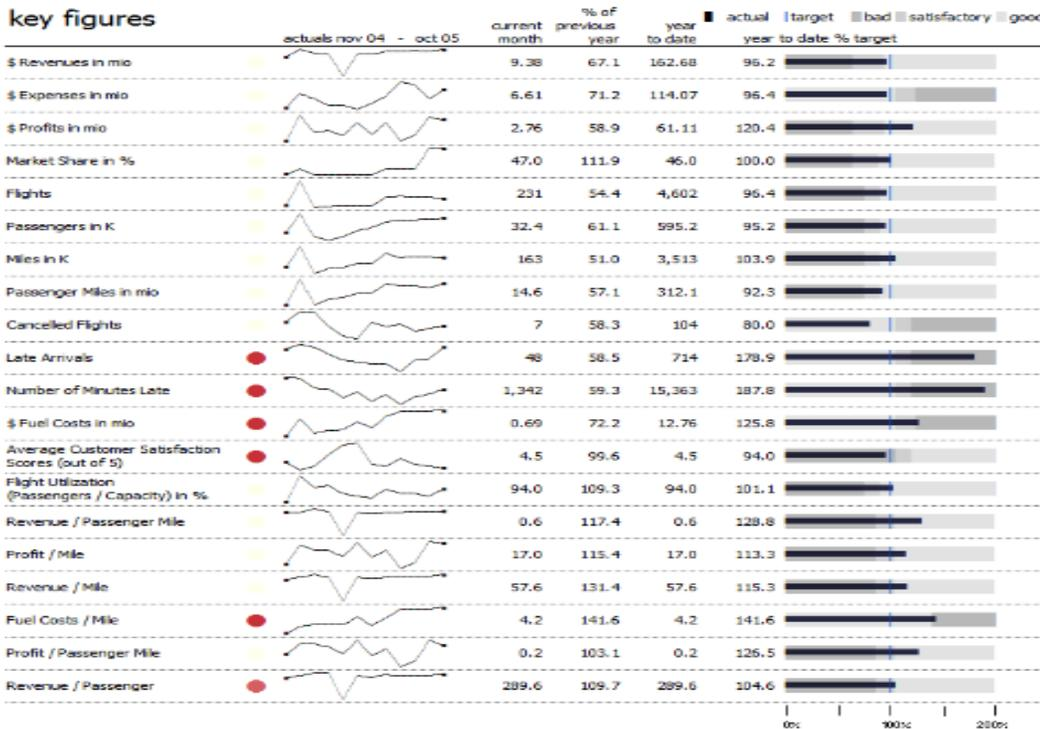 key figures
actuals nov 04 - oct 05
current month
% of previous year
year to date
actual target bad satisfactory good
year to date % target
$ Revenues in mio 9.38 67.1 162.68 96.2
$ Expenses in mio 6.61 71.2 114.07 96.4
$ Profits in mio 2.76 58.9 61.11 120.4
Market Share in % 47.0 111.9 46.0 100.0
Flights 231 54.4 4,602 96.4
Passengers in K 32.4 61.1 595.2 95.2
Miles in K 163 51.0 3,513 103.9
Passenger Miles in mio 14.6 57.1 312.1 92.3
Cancelled Flights 7 58.3 104 80.0
Late Arrivals 48 58.5 714 178.9
Number of Minutes Late 1,342 59.3 15,363 187.8
$ Fuel Costs in mio 0.69 72.2 12.76 125.8
Average Customer Satisfaction
Scores (out of 5) 4.5 99.6 4.5 94.0
Flight Utilization
(Passengers / Capacity) in % 94.0 109.3 94.0 101.1
Revenue / Passenger Mile 0.6 117.4 0.6 128.8
Profit / Mile 17.0 115.4 17.0 113.3
Revenue / Mile 57.6 131.4 57.6 115.3
Fuel Costs / Mile 4.2 141.6 4.2 141.6
Profit / Passenger Mile 0.2 103.1 0.2 126.5
Revenue / Passenger 289.6 109.7 289.6 104.6
0% 100% 200%